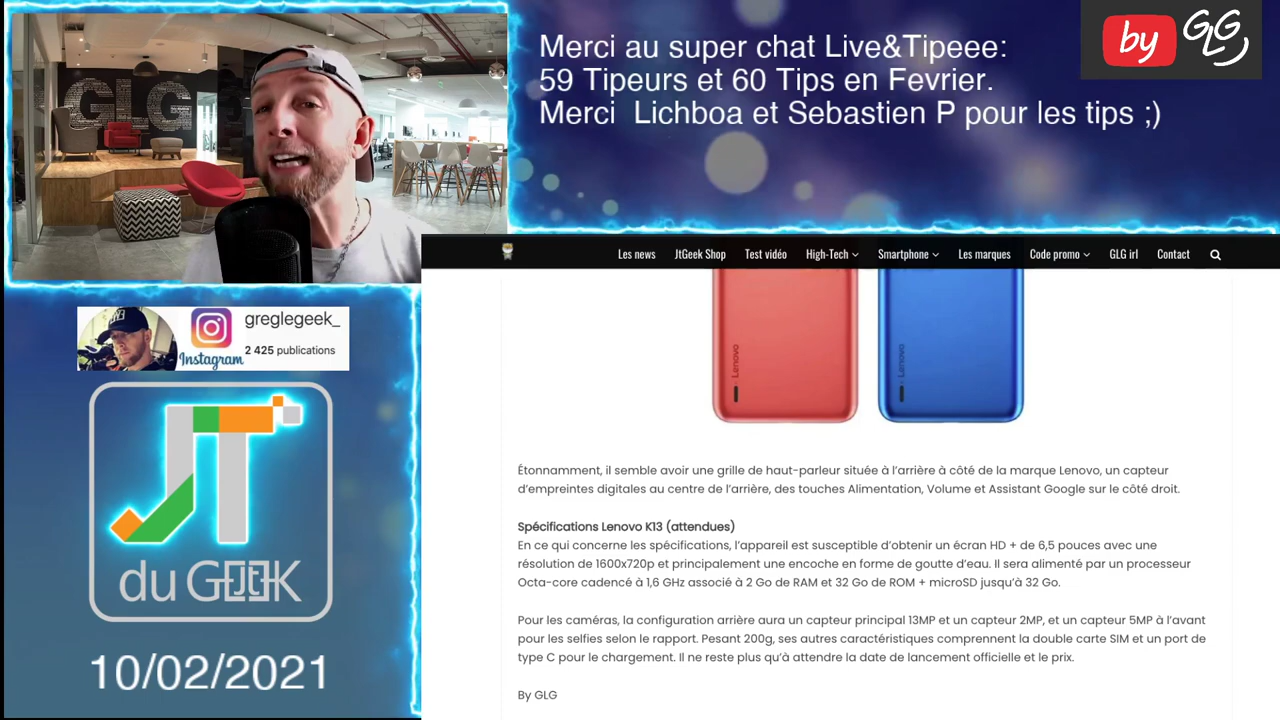 GLG
Merci au super chat Live&Tipeee:
59 Tipeurs et 60 Tips en Fevrier.
Merci Lichboa et Sebastien P pour les tips ;)
by GLG
Les news JtGeek Shop Test vidéo High-Tech Smartphone Les marques Code promo GLG irl Contact
greglegeek_
Instagram 2 425 publications
JT
du GEEK
10/02/2021
Lenovo Lenovo
Étonnamment, il semble avoir une grille de haut-parleur située à l'arrière à côté de la marque Lenovo, un capteur
d'empreintes digitales au centre de l'arrière, des touches Alimentation, Volume et Assistant Google sur le côté droit.
Spécifications Lenovo K13 (attendues)
En ce qui concerne les spécifications, l'appareil est susceptible d'obtenir un écran HD + de 6,5 pouces avec une
résolution de 1600x720p et principalement une encoche en forme de goutte d'eau. Il sera alimenté par un processeur
Octa-core cadencé à 1,6 GHz associé à 2 Go de RAM et 32 Go de ROM + microSD jusqu'à 32 Go.
Pour les caméras, la configuration arrière aura un capteur principal 13MP et un capteur 2MP, et un capteur 5MP à l'avant
pour les selfies selon le rapport. Pesant 200g, ses autres caractéristiques comprennent la double carte SIM et un port de
type C pour le chargement. Il ne reste plus qu'à attendre la date de lancement officielle et le prix.
By GLG